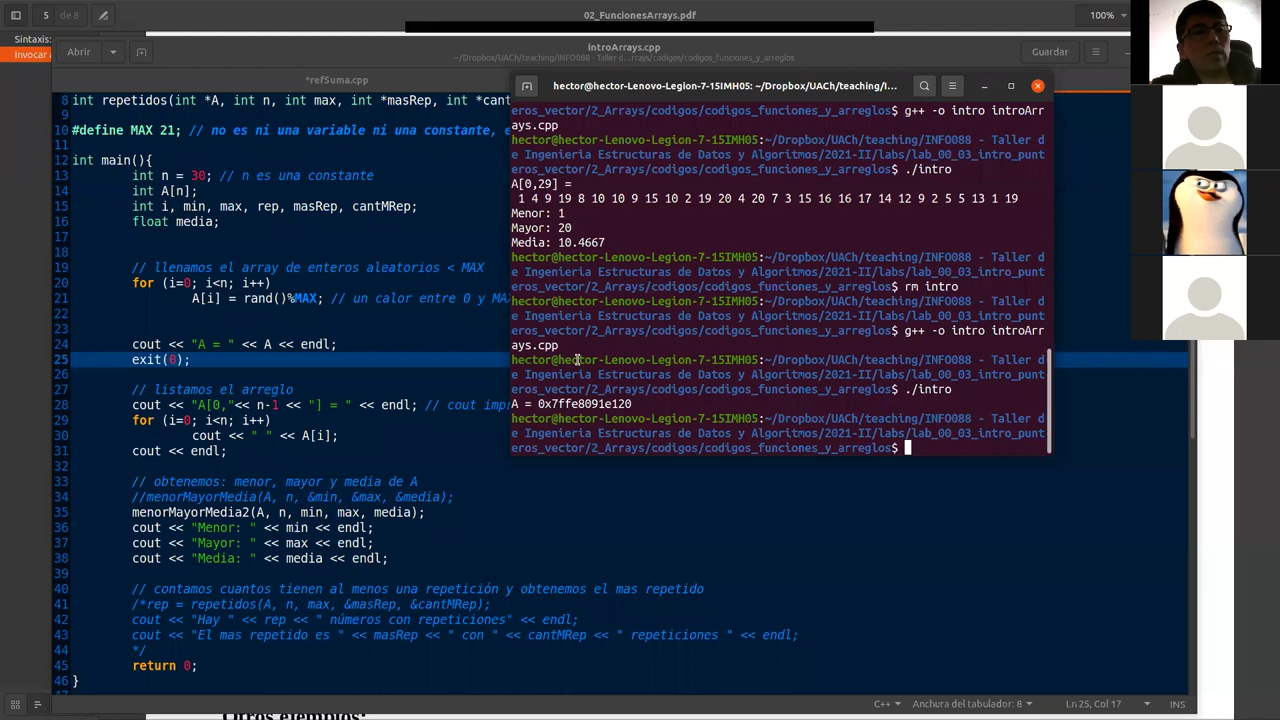 5 de 8
02_FuncionesArrays.pdf
100%
Sintaxis:
Invocar
Abrir
introArrays.cpp
~/Dropbox/UACh/teaching/INFO088 - Taller d...rrays/codigos/codigos_funciones_y_arreglos
Guardar
*refSuma.cpp
8 int repetidos(int *A, int n, int max, int *masRep, int *cant
9
10 #define MAX 21; // no es ni una variable ni una constante, e
11
12 int main(){
13 int n = 30; // n es una constante
14 int A[n];
15 int i, min, max, rep, masRep, cantMRep;
16 float media;
17
18
19 // llenamos el array de enteros aleatorios < MAX
20 for (i=0; i<n; i++)
21 A[i] = rand()%MAX; // un calor entre 0 y MA
22
23
24 cout << "A = " << A << endl;
25 exit(0);
26
27 // listamos el arreglo
28 cout << "A[0,"<< n-1 << "] = " << endl; // cout imp
29 for (i=0; i<n; i++)
30 cout << " " << A[i];
31 cout << endl;
32
33 // obtenemos: menor, mayor y media de A
34 //menorMayorMedia(A, n, &min, &max, &media);
35 menorMayorMedia2(A, n, min, max, media);
36 cout << "Menor: " << min << endl;
37 cout << "Mayor: " << max << endl;
38 cout << "Media: " << media << endl;
39
40 // contamos cuantos tienen al menos una repetición y obtenemos el mas repetido
41 /*rep = repetidos(A, n, max, &masRep, &cantMRep);
42 cout << "Hay " << rep << " números con repeticiones" << endl;
43 cout << "El mas repetido es " << masRep << " con " << cantMRep << " repeticiones " << endl;
44 */
45 return 0;
46 }
47
hector@hector-Lenovo-Legion-7-15IMH05: ~/Dropbox/UACh/teaching/I...
eros_vector/2_Arrays/codigos/codigos_funciones_y_arreglos$ g++ -o intro introArr
ays.cpp
hector@hector-Lenovo-Legion-7-15IMH05:~/Dropbox/UACh/teaching/INFO088 - Taller d
e Ingenieria Estructuras de Datos y Algoritmos/2021-II/labs/lab_00_03_intro_punt
eros_vector/2_Arrays/codigos/codigos_funciones_y_arreglos$ ./intro
A[0,29] =
1 4 9 19 8 10 10 9 15 10 2 19 20 4 20 7 3 15 16 16 17 14 12 9 2 5 5 13 1 19
Menor: 1
Mayor: 20
Media: 10.4667
hector@hector-Lenovo-Legion-7-15IMH05:~/Dropbox/UACh/teaching/INFO088 - Taller d
e Ingenieria Estructuras de Datos y Algoritmos/2021-II/labs/lab_00_03_intro_punt
eros_vector/2_Arrays/codigos/codigos_funciones_y_arreglos$ rm intro
hector@hector-Lenovo-Legion-7-15IMH05:~/Dropbox/UACh/teaching/INFO088 - Taller d
e Ingenieria Estructuras de Datos y Algoritmos/2021-II/labs/lab_00_03_intro_punt
eros_vector/2_Arrays/codigos/codigos_funciones_y_arreglos$ g++ -o intro introArr
ays.cpp
hector@hector-Lenovo-Legion-7-15IMH05:~/Dropbox/UACh/teaching/INFO088 - Taller d
e Ingenieria Estructuras de Datos y Algoritmos/2021-II/labs/lab_00_03_intro_punt
eros_vector/2_Arrays/codigos/codigos_funciones_y_arreglos$ ./intro
A = 0x7ffe8091e120
hector@hector-Lenovo-Legion-7-15IMH05:~/Dropbox/UACh/teaching/INFO088 - Taller d
e Ingenieria Estructuras de Datos y Algoritmos/2021-II/labs/lab_00_03_intro_punt
eros_vector/2_Arrays/codigos/codigos_funciones_y_arreglos$
C++ Anchura del tabulador: 8 Ln 25, Col 17 INS
Otros ejemplos: